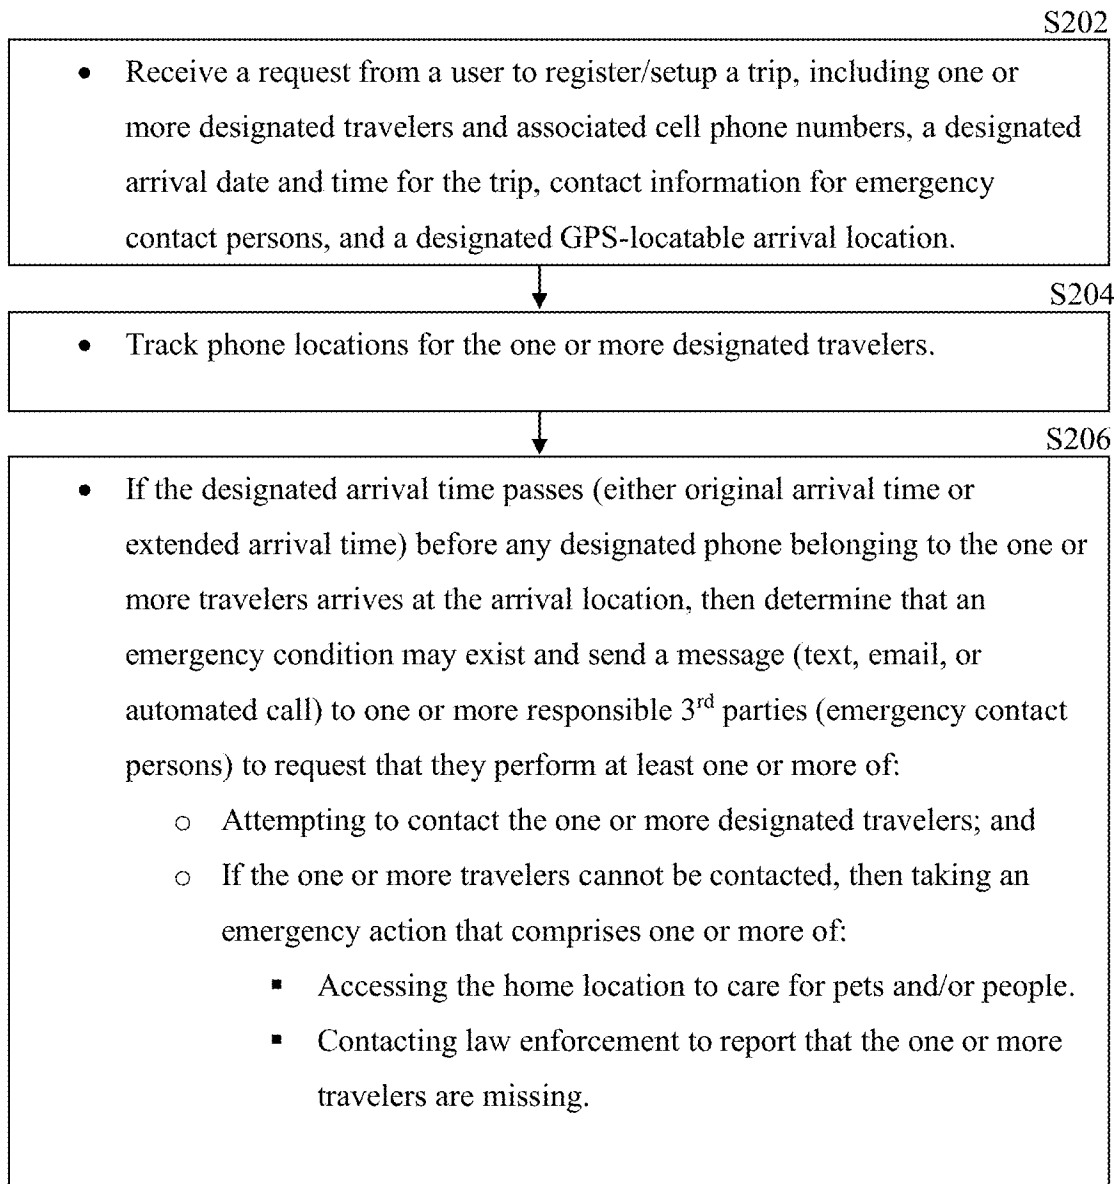 S202
• Receive a request from a user to register/setup a trip, including one or
more designated travelers and associated cell phone numbers, a designated
arrival date and time for the trip, contact information for emergency
contact persons, and a designated GPS-locatable arrival location.
S204
• Track phone locations for the one or more designated travelers.
S206
• If the designated arrival time passes (either original arrival time or
extended arrival time) before any designated phone belonging to the one or
more travelers arrives at the arrival location, then determine that an
emergency condition may exist and send a message (text, email, or
automated call) to one or more responsible 3rd parties (emergency contact
persons) to request that they perform at least one or more of:
o Attempting to contact the one or more designated travelers; and
o If the one or more travelers cannot be contacted, then taking an
emergency action that comprises one or more of:
▪ Accessing the home location to care for pets and/or people.
▪ Contacting law enforcement to report that the one or more
travelers are missing.